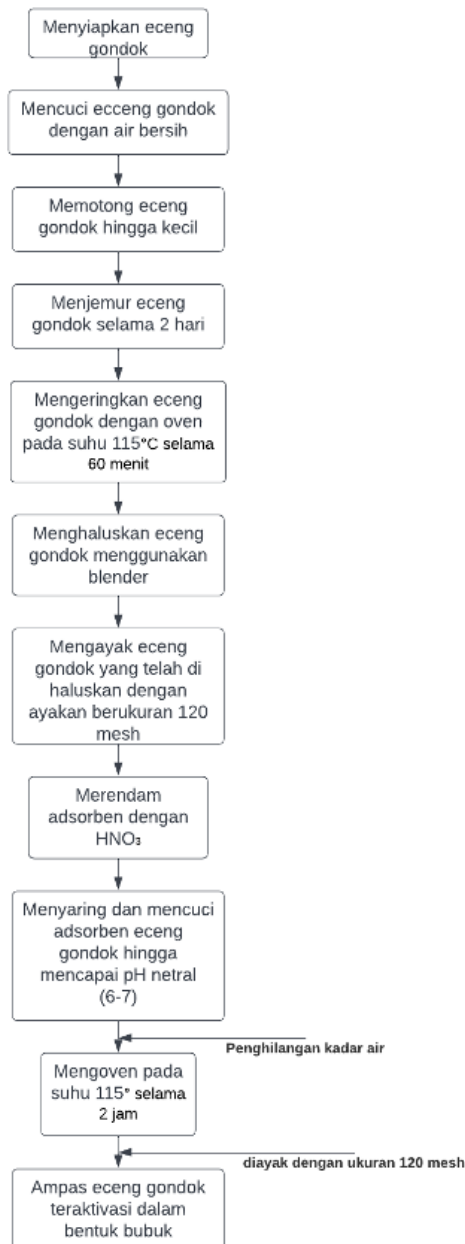 Menyiapkan eceng
gondok
Mencuci ecceng gondok
dengan air bersih
Memotong eceng
gondok hingga kecil
Menjemur eceng
gondok selama 2 hari
Mengeringkan eceng
gondok dengan oven
pada suhu 115°C selama
60 menit
Menghaluskan eceng
gondok menggunakan
blender
Mengayak eceng
gondok yang telah di
haluskan dengan
ayakan berukuran 120
mesh
Merendam
adsorben dengan
HNO₃
Menyaring dan mencuci
adsorben eceng
gondok hingga
mencapai pH netral
(6-7)
Penghilangan kadar air
Mengoven pada
suhu 115° selama
2 jam
diayak dengan ukuran 120 mesh
Ampas eceng gondok
teraktivasi dalam
bentuk bubuk